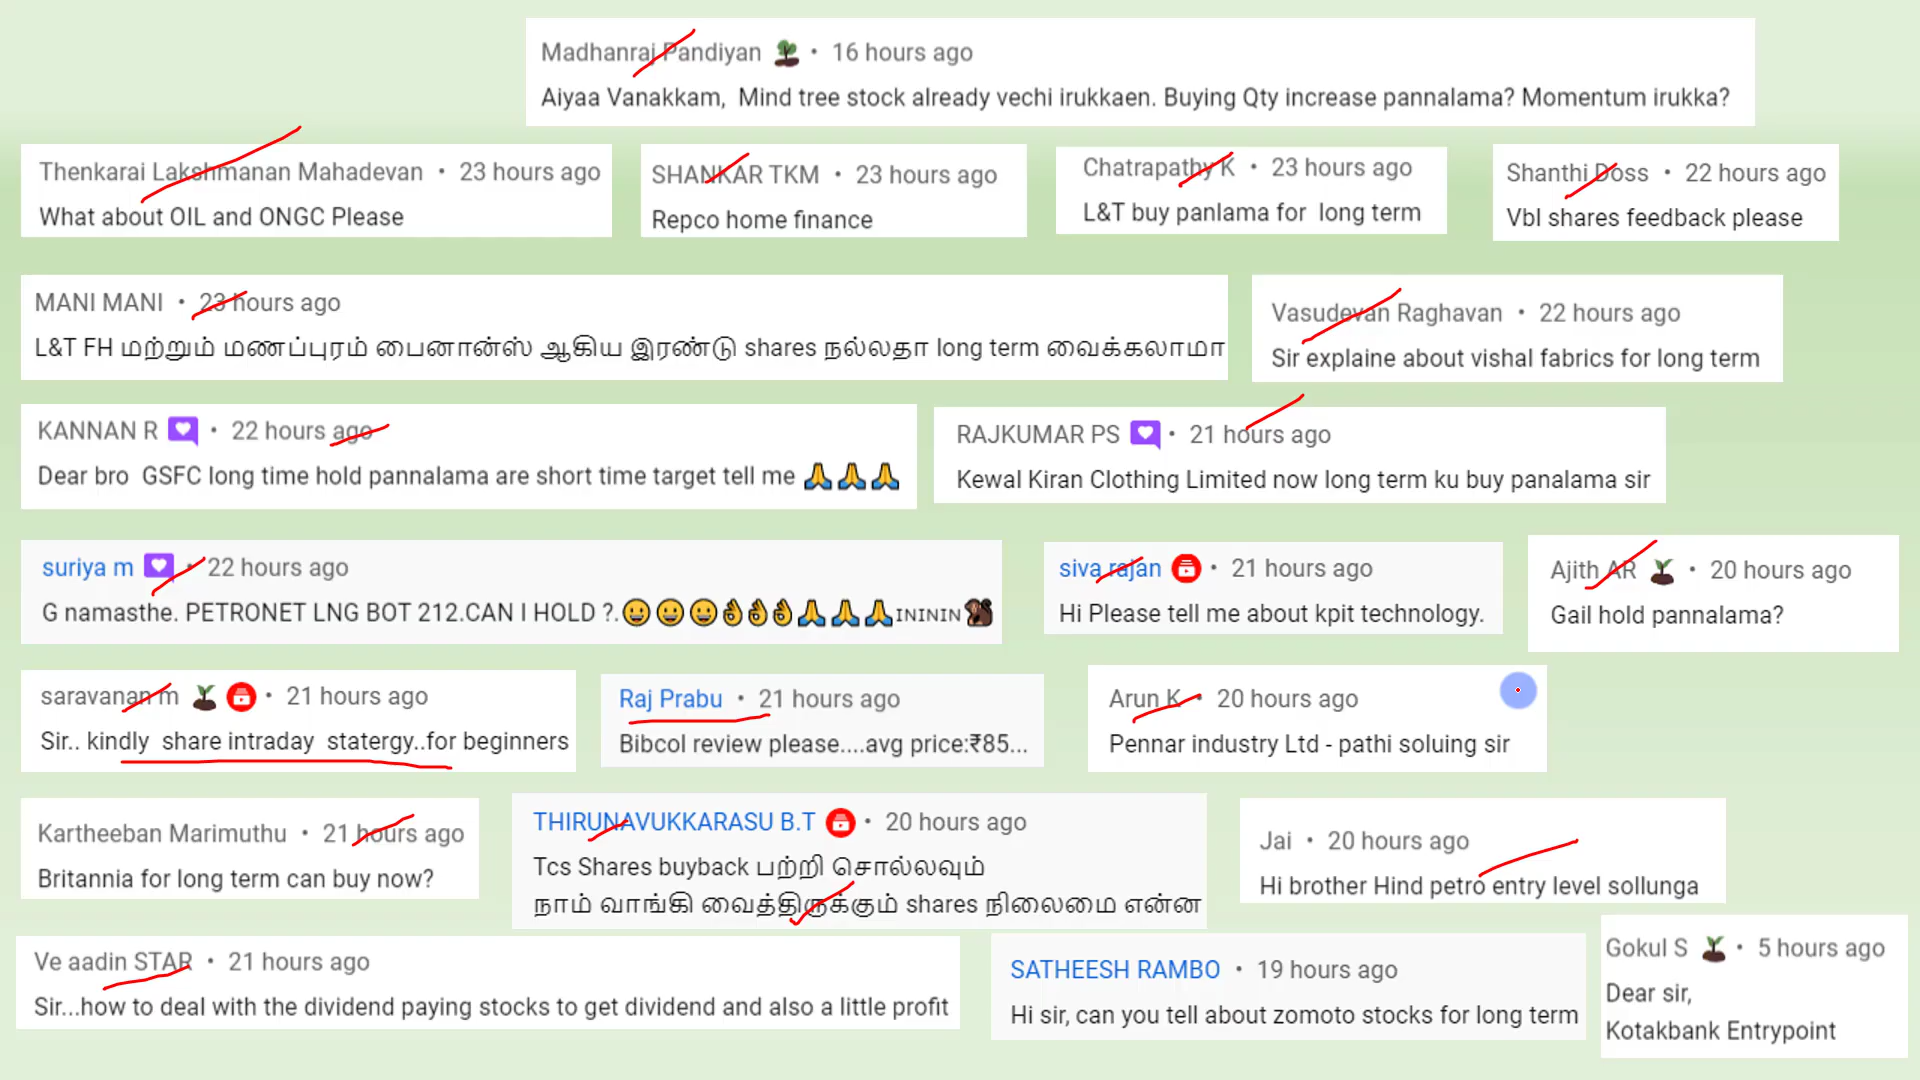 Madhanraj Pandiyan • 16 hours ago
Aiyaa Vanakkam, Mind tree stock already vechi irukkaen. Buying Qty increase pannalama? Momentum irukka?
Thenkarai Lakshmanan Mahadevan • 23 hours ago
What about OIL and ONGC Please
SHANKAR TKM • 23 hours ago
Repco home finance
Chatrapathy K • 23 hours ago
L&T buy panlama for long term
Shanthi Doss • 22 hours ago
Vbl shares feedback please
MANI MANI • 23 hours ago
L&T FH மற்றும் மணப்புரம் பைனான்ஸ் ஆகிய இரண்டு shares நல்லதா long term வைக்கலாமா
Vasudevan Raghavan • 22 hours ago
Sir explaine about vishal fabrics for long term
KANNAN R • 22 hours ago
Dear bro GSFC long time hold pannalama are short time target tell me 🙏🙏🙏
RAJKUMAR PS • 21 hours ago
Kewal Kiran Clothing Limited now long term ku buy panalama sir
suriya m • 22 hours ago
G namasthe. PETRONET LNG BOT 212.CAN I HOLD ?.😀😀😀👌👌👌🙏🙏🙏ɪɴɪɴɪɴ🐿
siva rajan • 21 hours ago
Hi Please tell me about kpit technology.
Ajith AR • 20 hours ago
Gail hold pannalama?
saravanan m • 21 hours ago
Sir.. kindly share intraday statergy..for beginners
Raj Prabu • 21 hours ago
Bibcol review please....avg price:₹85...
Arun K • 20 hours ago
Pennar industry Ltd - pathi soluing sir
Kartheeban Marimuthu • 21 hours ago
Britannia for long term can buy now?
THIRUNAVUKKARASU B.T • 20 hours ago
Tcs Shares buyback பற்றி சொல்லவும்
நாம் வாங்கி வைத்திருக்கும் shares நிலைமை என்ன
Jai • 20 hours ago
Hi brother Hind petro entry level sollunga
Ve aadin STAR • 21 hours ago
Sir...how to deal with the dividend paying stocks to get dividend and also a little profit
SATHEESH RAMBO • 19 hours ago
Hi sir, can you tell about zomoto stocks for long term
Gokul S • 5 hours ago
Dear sir,
Kotakbank Entrypoint